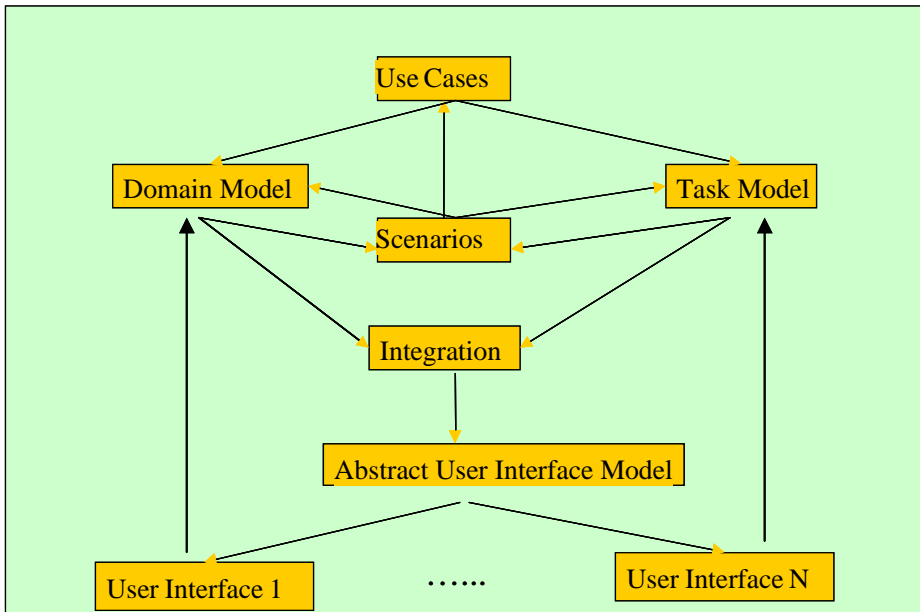 Use Cases
Domain Model
Task Model
Scenarios
Integration
Abstract User Interface Model
User Interface 1
…...
User Interface N